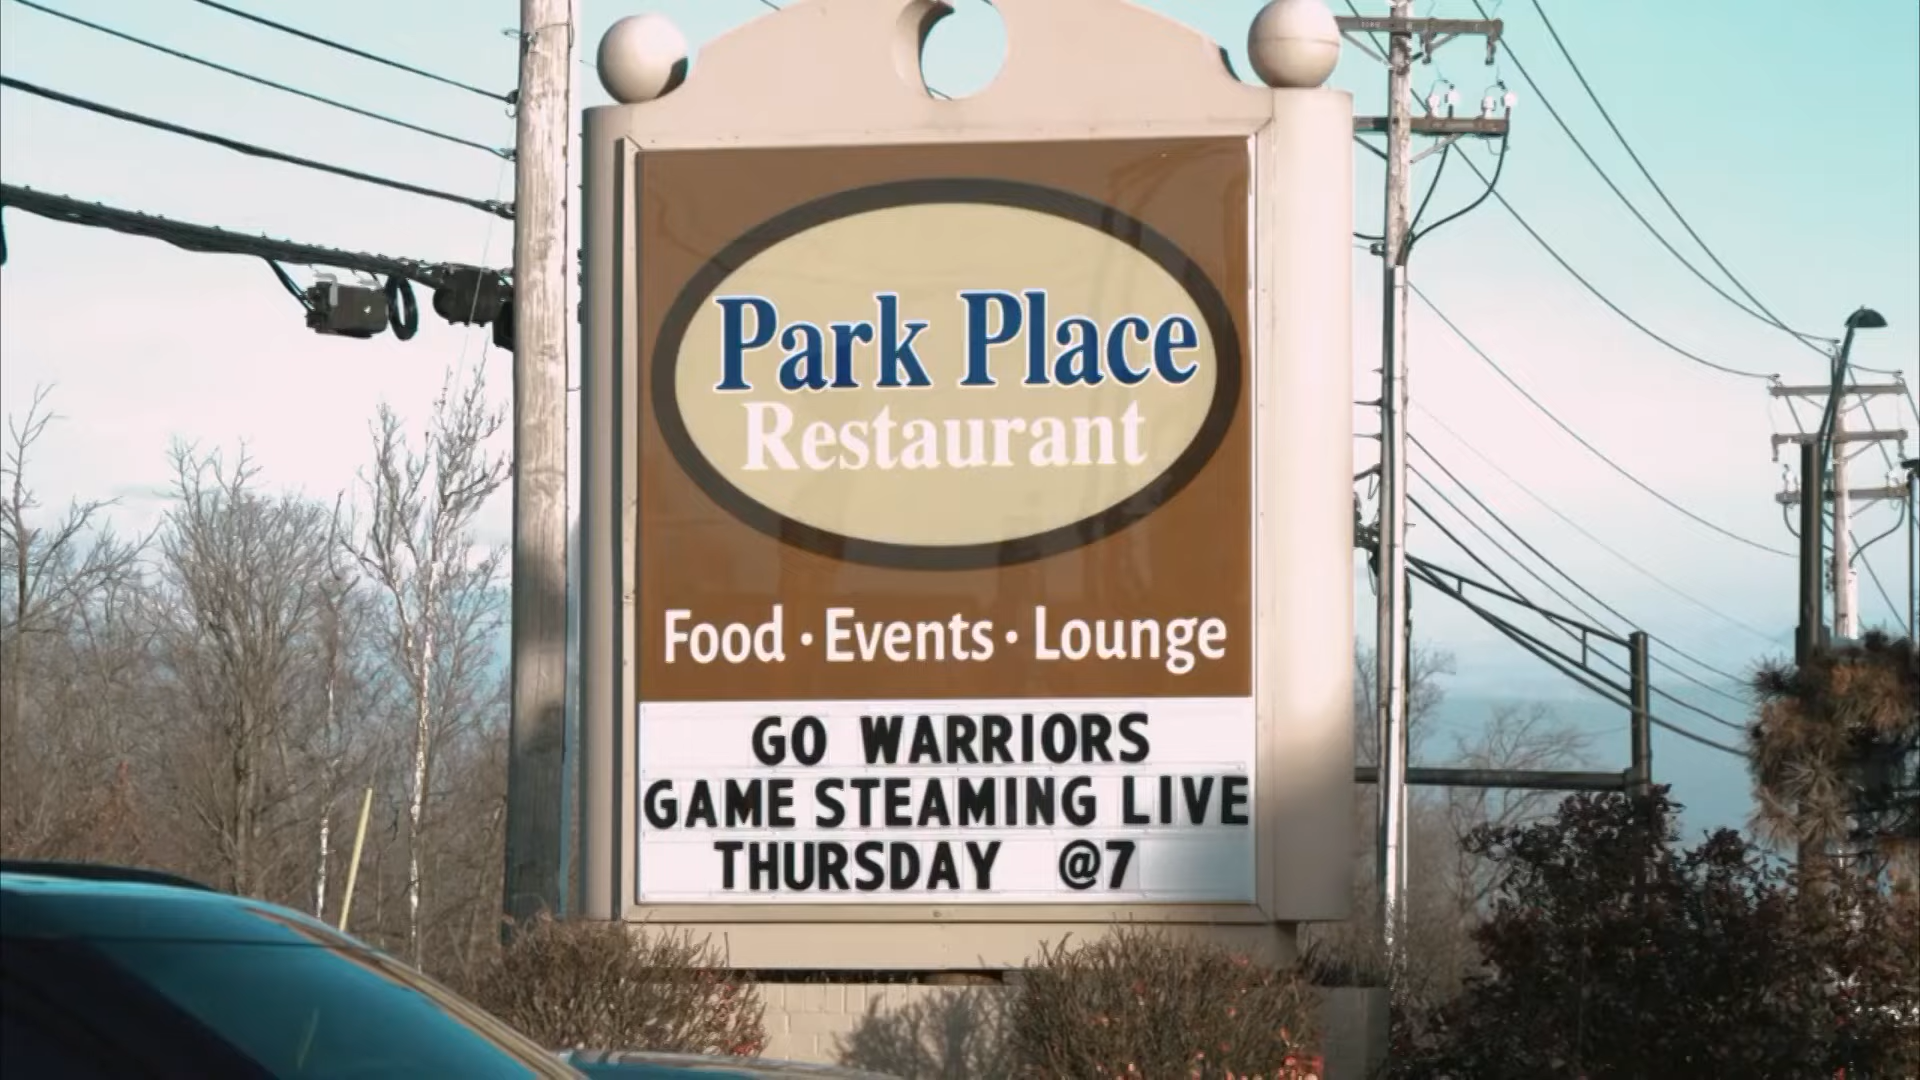 Park Place
Restaurant
Food · Events · Lounge
GO WARRIORS
GAME STEAMING LIVE
THURSDAY @7